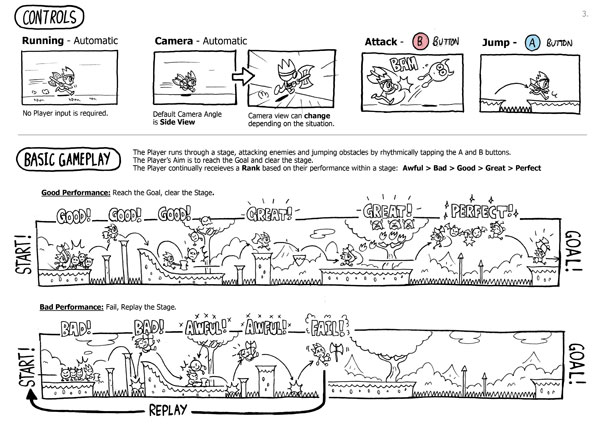 CONTROLS
3.
Running - Automatic
Camera - Automatic
Attack - B BUTTON
Jump - A BUTTON
BAM
No Player input is required.
Default Camera Angle
is Side View
Camera view can change
depending on the situation.
BASIC GAMEPLAY
The Player runs through a stage, attacking enemies and jumping obstacles by rhythmically tapping the A and B buttons.
The Player's Aim is to reach the Goal and clear the stage.
The Player continually receieves a Rank based on their performance within a stage: Awful > Bad > Good > Great > Perfect
Good Performance: Reach the Goal, clear the Stage.
START!
GOOD!
GOOD!
GOOD!
GREAT!
GREAT!
PERFECT!
GOAL!
Bad Performance: Fail, Replay the Stage.
START!
BAD!
BAD!
AWFUL!
AWFUL!
FAIL!
GOAL!
REPLAY